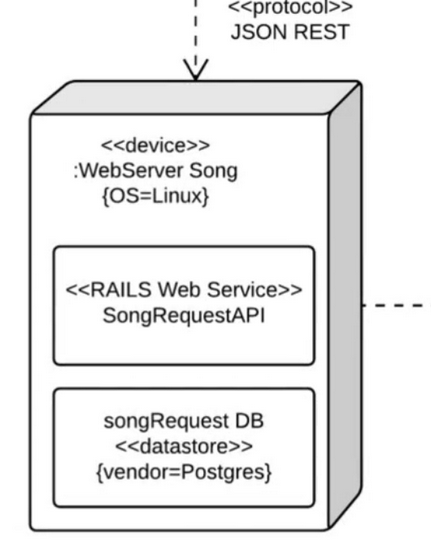 <<protocol>>
JSON REST
<<device>>
:WebServer Song
{OS=Linux}
<<RAILS Web Service>>
SongRequestAPI
songRequest DB
<<datastore>>
{vendor=Postgres}